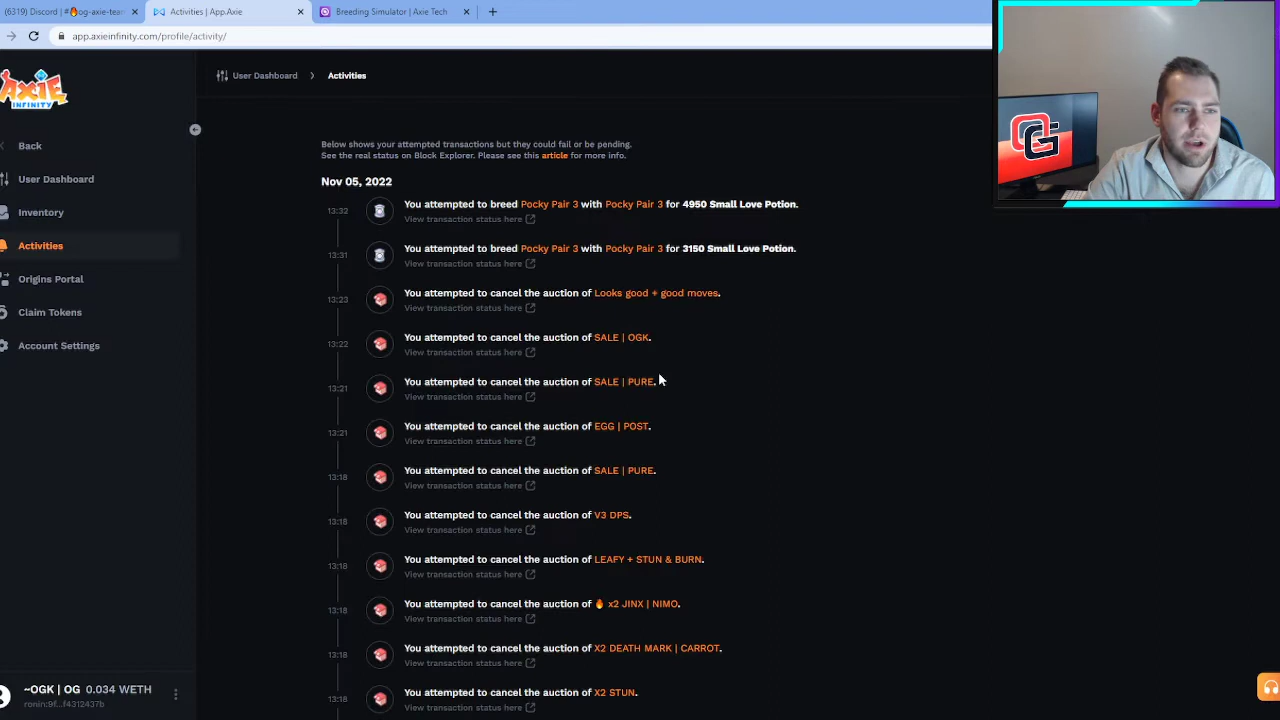 (6319) Discord | #🔥og-axie-team
Activities | App.Axie
Breeding Simulator | Axie Tech
app.axieinfinity.com/profile/activity/
AXIE
INFINITY
User Dashboard
Activities
Back
User Dashboard
Inventory
Activities
Origins Portal
Claim Tokens
Account Settings
Below shows your attempted transactions but they could fail or be pending.
See the real status on Block Explorer. Please see this article for more info.
Nov 05, 2022
13:32 You attempted to breed Pocky Pair 3 with Pocky Pair 3 for 4950 Small Love Potion.
View transaction status here
13:31 You attempted to breed Pocky Pair 3 with Pocky Pair 3 for 3150 Small Love Potion.
View transaction status here
13:23 You attempted to cancel the auction of Looks good + good moves.
View transaction status here
13:22 You attempted to cancel the auction of SALE | OGK.
View transaction status here
13:21 You attempted to cancel the auction of SALE | PURE.
View transaction status here
13:21 You attempted to cancel the auction of EGG | POST.
View transaction status here
13:18 You attempted to cancel the auction of SALE | PURE.
View transaction status here
13:18 You attempted to cancel the auction of V3 DPS.
View transaction status here
13:18 You attempted to cancel the auction of LEAFY + STUN & BURN.
View transaction status here
13:18 You attempted to cancel the auction of 🔥 x2 JINX | NIMO.
View transaction status here
13:18 You attempted to cancel the auction of X2 DEATH MARK | CARROT.
View transaction status here
13:18 You attempted to cancel the auction of X2 STUN.
View transaction status here
~OGK | OG 0.034 WETH
ronin:9f...f4312437b
OG